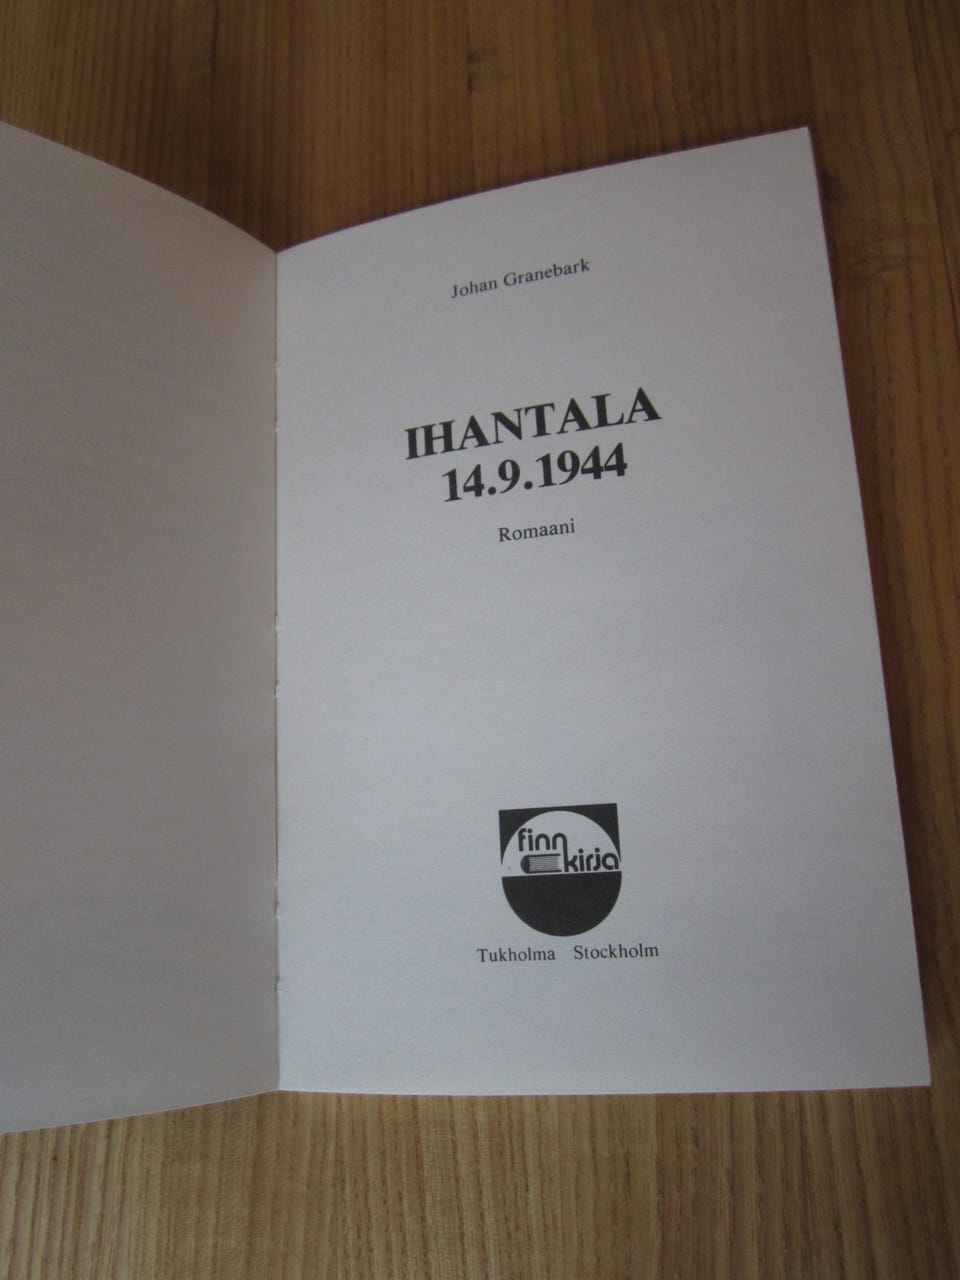 Johan Granebark
IHANTALA
14.9.1944
Romaani
finn
kirja
Tukholma Stockholm